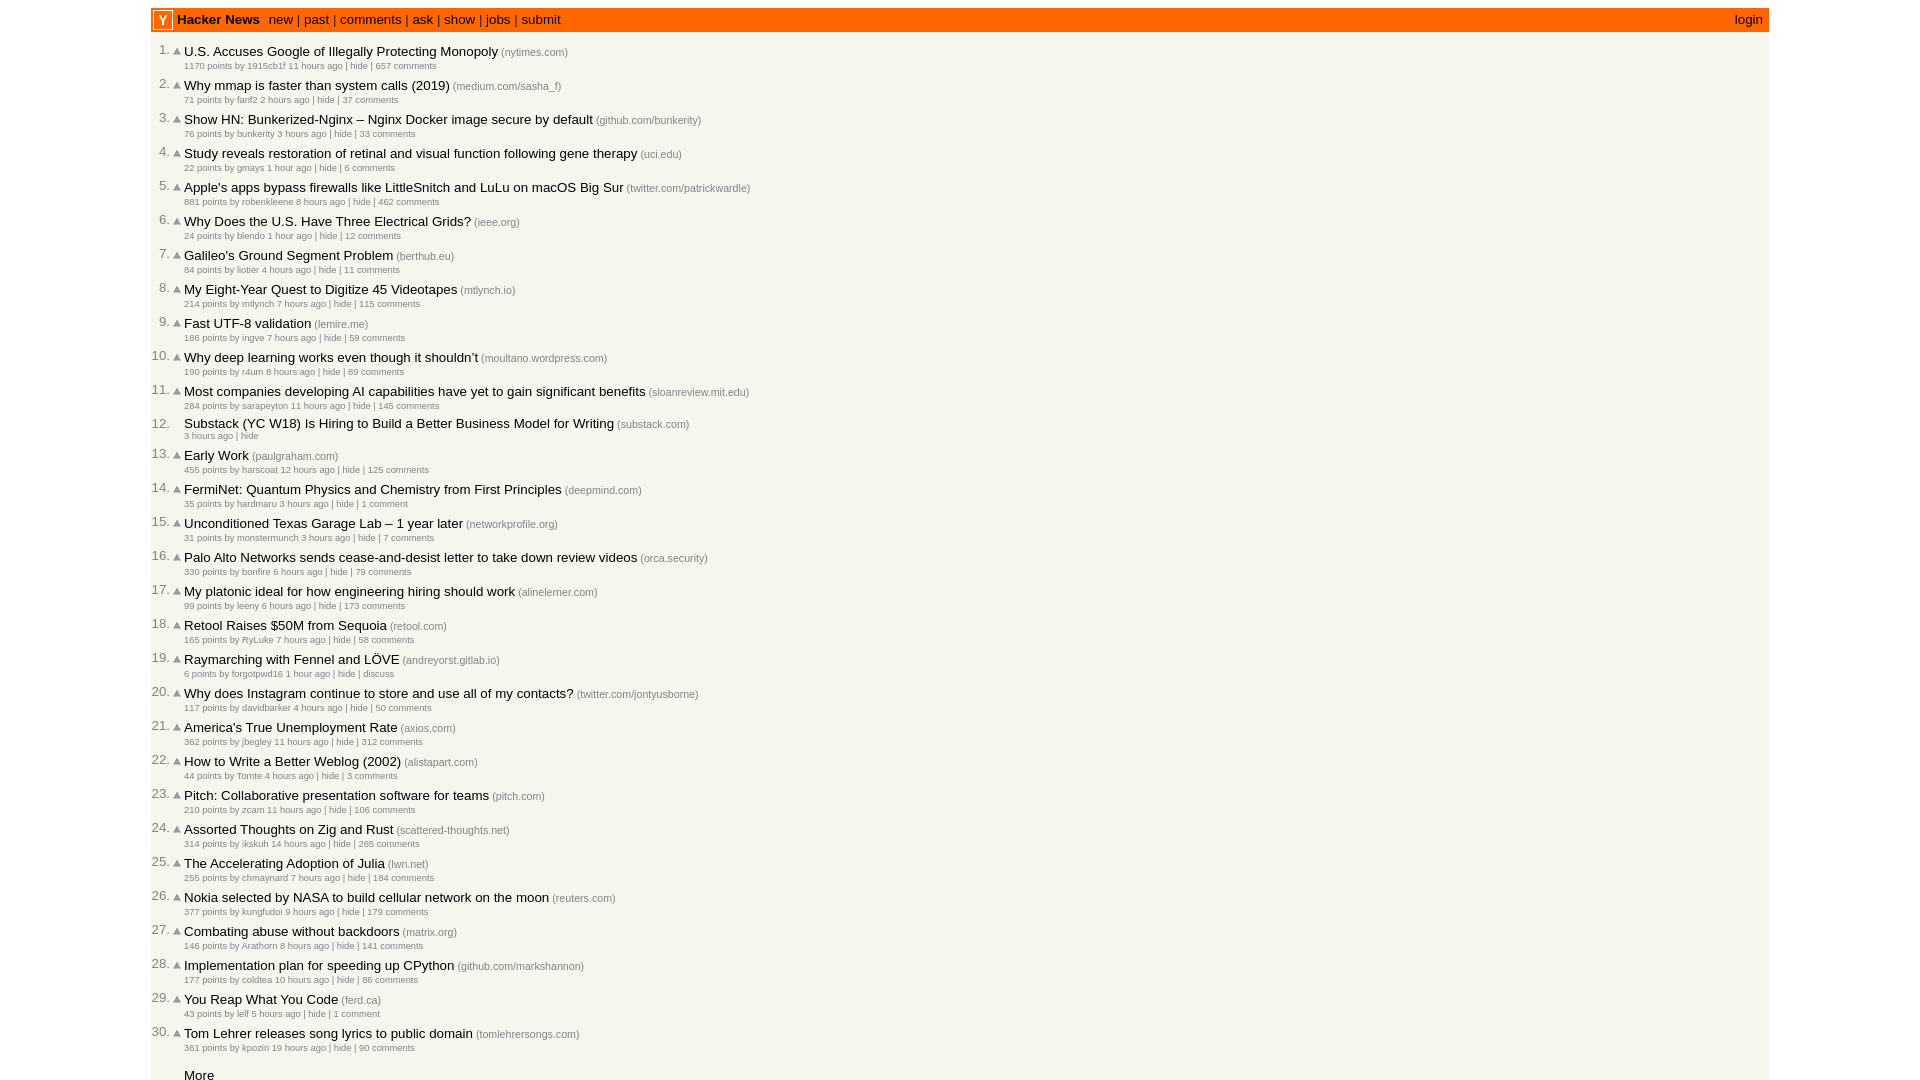 Y Hacker News new | past | comments | ask | show | jobs | submit login
1. U.S. Accuses Google of Illegally Protecting Monopoly (nytimes.com)
1170 points by 1915cb1f 11 hours ago | hide | 657 comments
2. Why mmap is faster than system calls (2019) (medium.com/sasha_f)
71 points by fanf2 2 hours ago | hide | 37 comments
3. Show HN: Bunkerized-Nginx – Nginx Docker image secure by default (github.com/bunkerity)
76 points by bunkerity 3 hours ago | hide | 33 comments
4. Study reveals restoration of retinal and visual function following gene therapy (uci.edu)
22 points by gmays 1 hour ago | hide | 6 comments
5. Apple's apps bypass firewalls like LittleSnitch and LuLu on macOS Big Sur (twitter.com/patrickwardle)
881 points by robenkleene 8 hours ago | hide | 462 comments
6. Why Does the U.S. Have Three Electrical Grids? (ieee.org)
24 points by blendo 1 hour ago | hide | 12 comments
7. Galileo's Ground Segment Problem (berthub.eu)
84 points by liotier 4 hours ago | hide | 11 comments
8. My Eight-Year Quest to Digitize 45 Videotapes (mtlynch.io)
214 points by mtlynch 7 hours ago | hide | 115 comments
9. Fast UTF-8 validation (lemire.me)
186 points by ingve 7 hours ago | hide | 59 comments
10. Why deep learning works even though it shouldn’t (moultano.wordpress.com)
190 points by r4um 8 hours ago | hide | 89 comments
11. Most companies developing AI capabilities have yet to gain significant benefits (sloanreview.mit.edu)
284 points by sarapeyton 11 hours ago | hide | 145 comments
12. Substack (YC W18) Is Hiring to Build a Better Business Model for Writing (substack.com)
3 hours ago | hide
13. Early Work (paulgraham.com)
455 points by harscoat 12 hours ago | hide | 125 comments
14. FermiNet: Quantum Physics and Chemistry from First Principles (deepmind.com)
35 points by hardmaru 3 hours ago | hide | 1 comment
15. Unconditioned Texas Garage Lab – 1 year later (networkprofile.org)
31 points by monstermunch 3 hours ago | hide | 7 comments
16. Palo Alto Networks sends cease-and-desist letter to take down review videos (orca.security)
330 points by bonfire 6 hours ago | hide | 79 comments
17. My platonic ideal for how engineering hiring should work (alinelerner.com)
99 points by leeny 6 hours ago | hide | 173 comments
18. Retool Raises $50M from Sequoia (retool.com)
165 points by RyLuke 7 hours ago | hide | 58 comments
19. Raymarching with Fennel and LÖVE (andreyorst.gitlab.io)
6 points by forgotpwd16 1 hour ago | hide | discuss
20. Why does Instagram continue to store and use all of my contacts? (twitter.com/jontyusborne)
117 points by davidbarker 4 hours ago | hide | 50 comments
21. America's True Unemployment Rate (axios.com)
362 points by jbegley 11 hours ago | hide | 312 comments
22. How to Write a Better Weblog (2002) (alistapart.com)
44 points by Tomte 4 hours ago | hide | 3 comments
23. Pitch: Collaborative presentation software for teams (pitch.com)
210 points by zcam 11 hours ago | hide | 106 comments
24. Assorted Thoughts on Zig and Rust (scattered-thoughts.net)
314 points by ikskuh 14 hours ago | hide | 265 comments
25. The Accelerating Adoption of Julia (lwn.net)
255 points by chmaynard 7 hours ago | hide | 184 comments
26. Nokia selected by NASA to build cellular network on the moon (reuters.com)
377 points by kungfudoi 9 hours ago | hide | 179 comments
27. Combating abuse without backdoors (matrix.org)
146 points by Arathorn 8 hours ago | hide | 141 comments
28. Implementation plan for speeding up CPython (github.com/markshannon)
177 points by coldtea 10 hours ago | hide | 86 comments
29. You Reap What You Code (ferd.ca)
43 points by lelf 5 hours ago | hide | 1 comment
30. Tom Lehrer releases song lyrics to public domain (tomlehrersongs.com)
361 points by kpozin 19 hours ago | hide | 90 comments
More